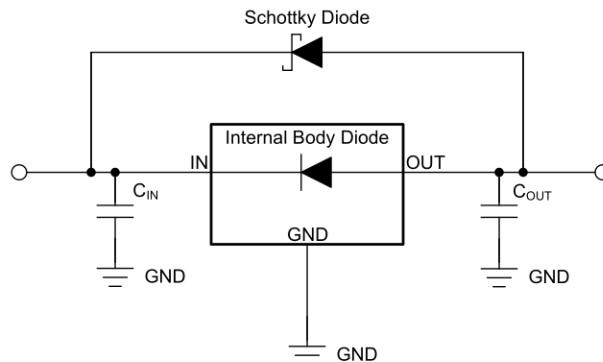 Schottky Diode
Internal Body Diode
IN
OUT
CIN
COUT
GND
GND
GND
GND